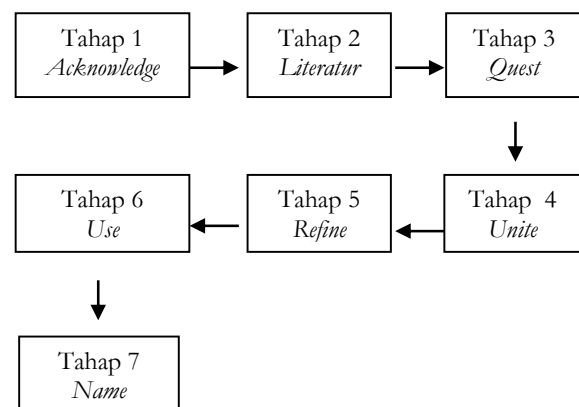 Tahap 1
Acknowledge
Tahap 2
Literatur
Tahap 3
Quest
Tahap 4
Unite
Tahap 5
Refine
Tahap 6
Use
Tahap 7
Name